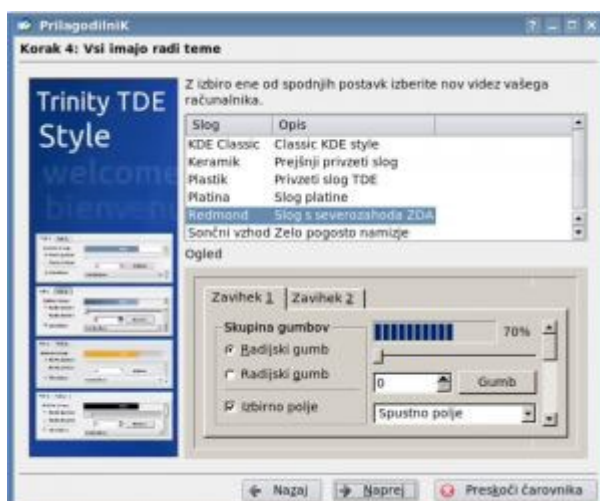 PrilagodilniK
Korak 4: Vsi imajo radi teme
Trinity TDE
Style
welcome
Z izbiro ene od spodnjih postavk izberite nov videz vašega
računalnika.
Slog Opis
KDE Classic Classic KDE style
Keramik Prejšnji privzeti slog
Plastik Privzeti slog TDE
Platina Slog platine
Redmond Slog s severozahoda ZDA
Sončni vzhod Zelo pogosto namizje
Ogled
Zavihek 1 Zavihek 2
Skupina gumbov
Radijski gumb
Radijski gumb
Izbirno polje
70%
0 Gumb
Spustno polje
Nazaj Naprej Preskoči čarovnika